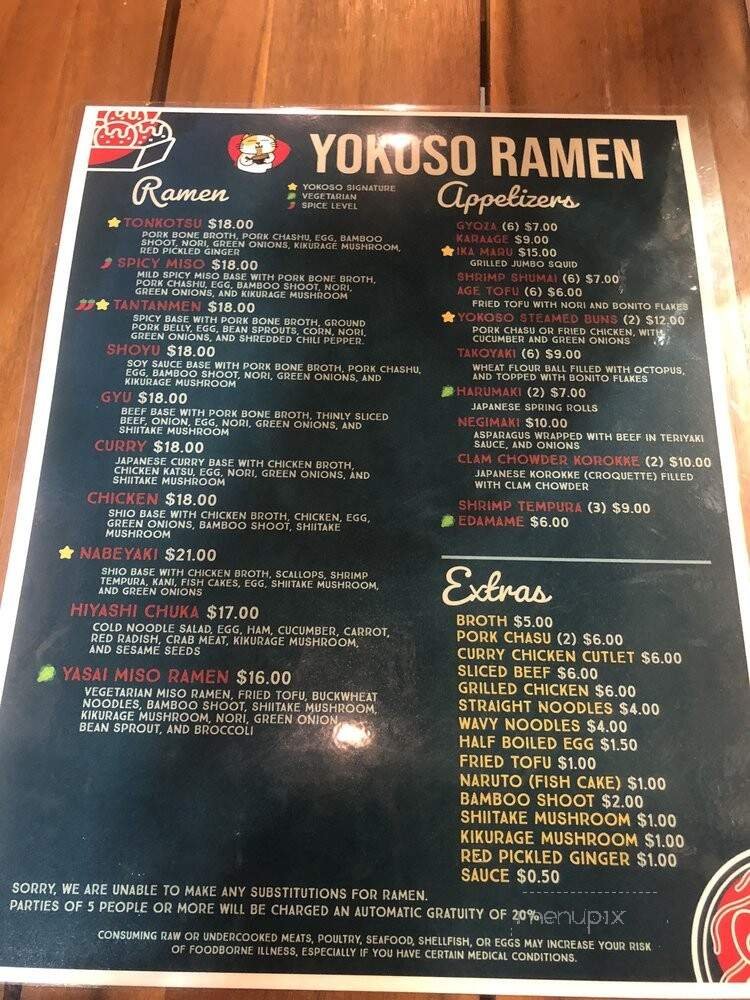 YOKOSO RAMEN
Ramen
YOKOSO SIGNATURE
VEGETARIAN
SPICE LEVEL
TONKOTSU $18.00
PORK BONE BROTH, PORK CHASHU, EGG, BAMBOO
SHOOT, NORI, GREEN ONIONS, KIKURAGE MUSHROOM,
RED PICKLED GINGER
SPICY MISO $18.00
MILD SPICY MISO BASE WITH PORK BONE BROTH,
PORK CHASHU, EGG, BAMBOO SHOOT, NORI,
GREEN ONIONS, AND KIKURAGE MUSHROOM
TANTANMEN $18.00
SPICY BASE WITH PORK BONE BROTH, GROUND
PORK BELLY, EGG, BEAN SPROUTS, CORN, NORI,
GREEN ONIONS, AND SHREDDED CHILI PEPPER.
SHOYU $18.00
SOY SAUCE BASE WITH PORK BONE BROTH, PORK CHASHU,
EGG, BAMBOO SHOOT, NORI, GREEN ONIONS, AND
KIKURAGE MUSHROOM
GYU $18.00
BEEF BASE WITH PORK BONE BROTH, THINLY SLICED
BEEF, ONION, EGG, NORI, GREEN ONIONS, AND
SHIITAKE MUSHROOM
CURRY $18.00
JAPANESE CURRY BASE WITH CHICKEN BROTH,
CHICKEN KATSU, EGG, NORI, GREEN ONIONS, AND
SHIITAKE MUSHROOM
CHICKEN $18.00
SHIO BASE WITH CHICKEN BROTH, CHICKEN, EGG,
GREEN ONIONS, BAMBOO SHOOT, SHIITAKE
MUSHROOM
NABEYAKI $21.00
SHIO BASE WITH CHICKEN BROTH, SCALLOPS, SHRIMP
TEMPURA, KANI, FISH CAKES, EGG, SHIITAKE MUSHROOM,
AND GREEN ONIONS
HIYASHI CHUKA $17.00
COLD NOODLE SALAD, EGG, HAM, CUCUMBER, CARROT,
RED RADISH, CRAB MEAT, KIKURAGE MUSHROOM,
AND SESAME SEEDS
YASAI MISO RAMEN $16.00
VEGETARIAN MISO RAMEN, FRIED TOFU, BUCKWHEAT
NOODLES, BAMBOO SHOOT, SHIITAKE MUSHROOM,
KIKURAGE MUSHROOM, NORI, GREEN ONION
BEAN SPROUT, AND BROCCOLI
Appetizers
GYOZA (6) $7.00
KARAAGE $9.00
IKA MARU $15.00
GRILLED JUMBO SQUID
SHRIMP SHUMAI (6) $7.00
AGE TOFU (6) $6.00
FRIED TOFU WITH NORI AND BONITO FLAKES
YOKOSO STEAMED BUNS (2) $12.00
PORK CHASU OR FRIED CHICKEN, WITH
CUCUMBER AND GREEN ONIONS
TAKOYAKI (6) $9.00
WHEAT FLOUR BALL FILLED WITH OCTOPUS,
AND TOPPED WITH BONITO FLAKES
HARUMAKI (2) $7.00
JAPANESE SPRING ROLLS
NEGIMAKI $10.00
ASPARAGUS WRAPPED WITH BEEF IN TERIYAKI
SAUCE, AND ONIONS
CLAM CHOWDER KOROKKE (2) $10.00
JAPANESE KOROKKE (CROQUETTE) FILLED
WITH CLAM CHOWDER
SHRIMP TEMPURA (3) $9.00
EDAMAME $6.00
Extras
BROTH $5.00
PORK CHASU (2) $6.00
CURRY CHICKEN CUTLET $6.00
SLICED BEEF $6.00
GRILLED CHICKEN $6.00
STRAIGHT NOODLES $4.00
WAVY NOODLES $4.00
HALF BOILED EGG $1.50
FRIED TOFU $1.00
NARUTO (FISH CAKE) $1.00
BAMBOO SHOOT $2.00
SHIITAKE MUSHROOM $1.00
KIKURAGE MUSHROOM $1.00
RED PICKLED GINGER $1.00
SAUCE $0.50
SORRY, WE ARE UNABLE TO MAKE ANY SUBSTITUTIONS FOR RAMEN.
PARTIES OF 5 PEOPLE OR MORE WILL BE CHARGED AN AUTOMATIC GRATUITY OF 20%
menupix
CONSUMING RAW OR UNDERCOOKED MEATS, POULTRY, SEAFOOD, SHELLFISH, OR EGGS MAY INCREASE YOUR RISK
OF FOODBORNE ILLNESS, ESPECIALLY IF YOU HAVE CERTAIN MEDICAL CONDITIONS.